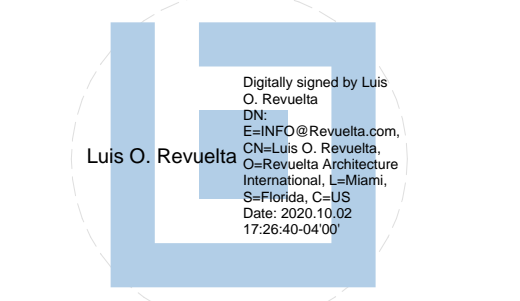 Luis O. Revuelta
Digitally signed by Luis
O. Revuelta
DN:
E=INFO@Revuelta.com,
CN=Luis O. Revuelta,
O=Revuelta Architecture
International, L=Miami,
S=Florida, C=US
Date: 2020.10.02
17:26:40-04'00'